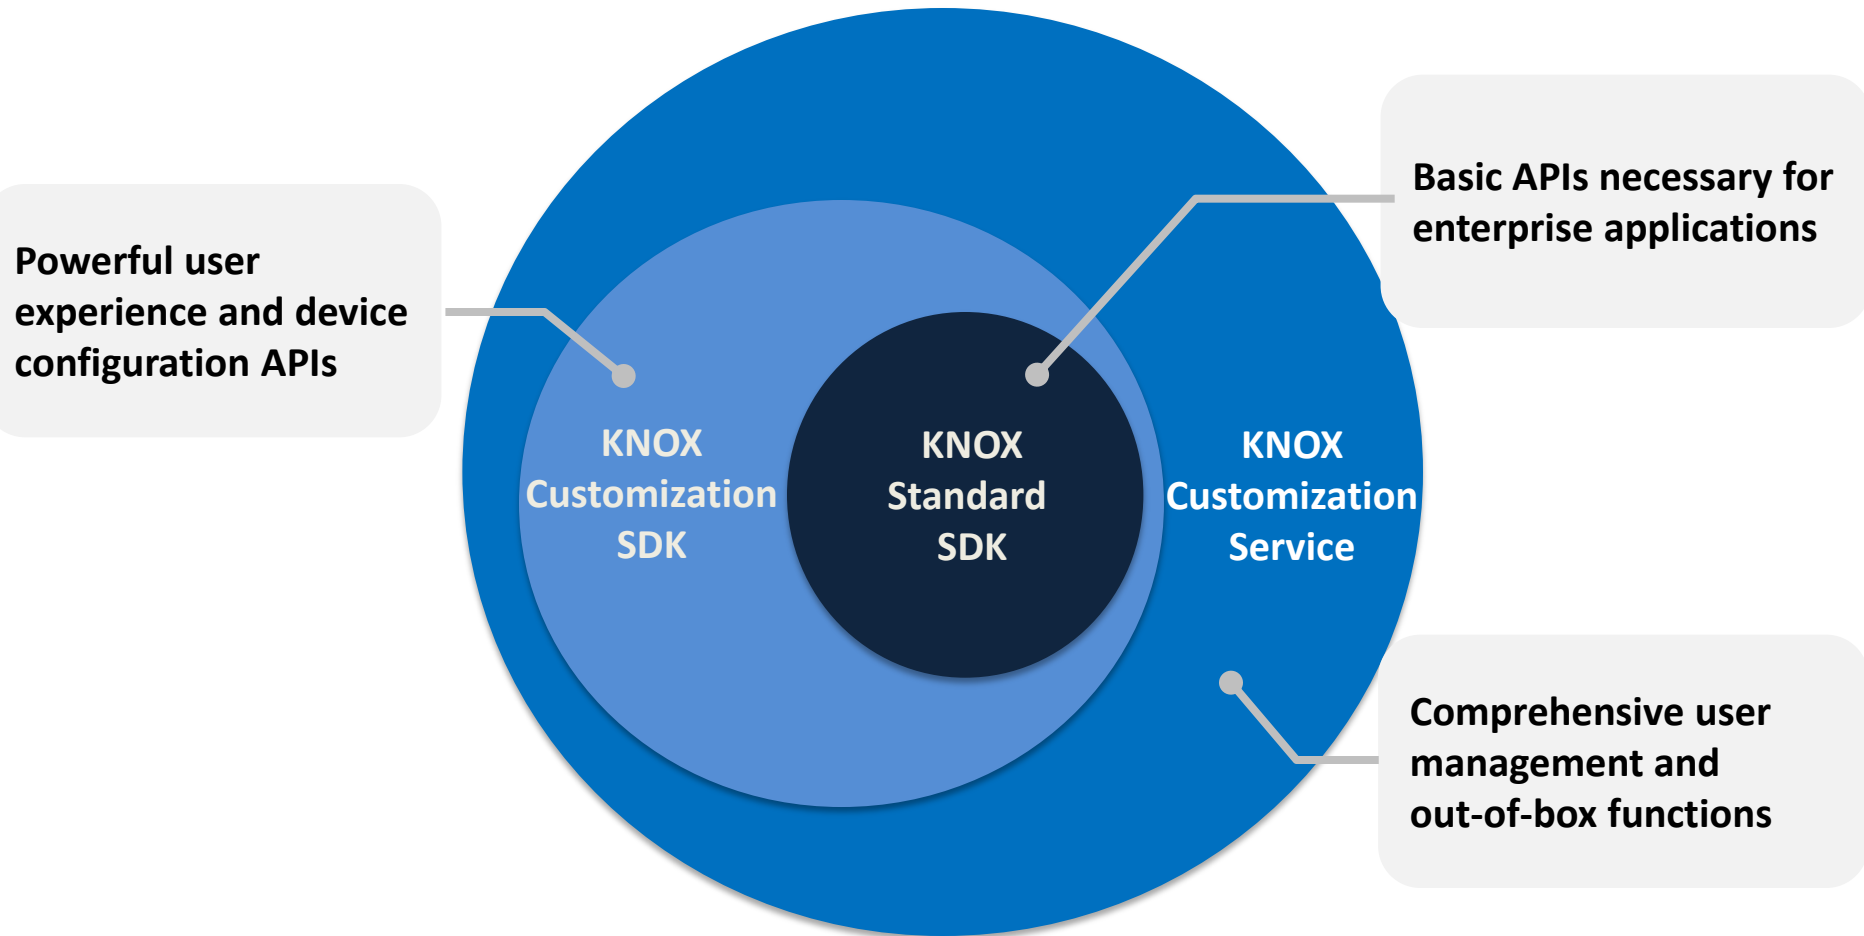 Powerful user
experience and device
configuration APIs
KNOX
Customization
SDK
KNOX
Standard
SDK
KNOX
Customization
Service
Basic APIs necessary for
enterprise applications
Comprehensive user
management and
out-of-box functions